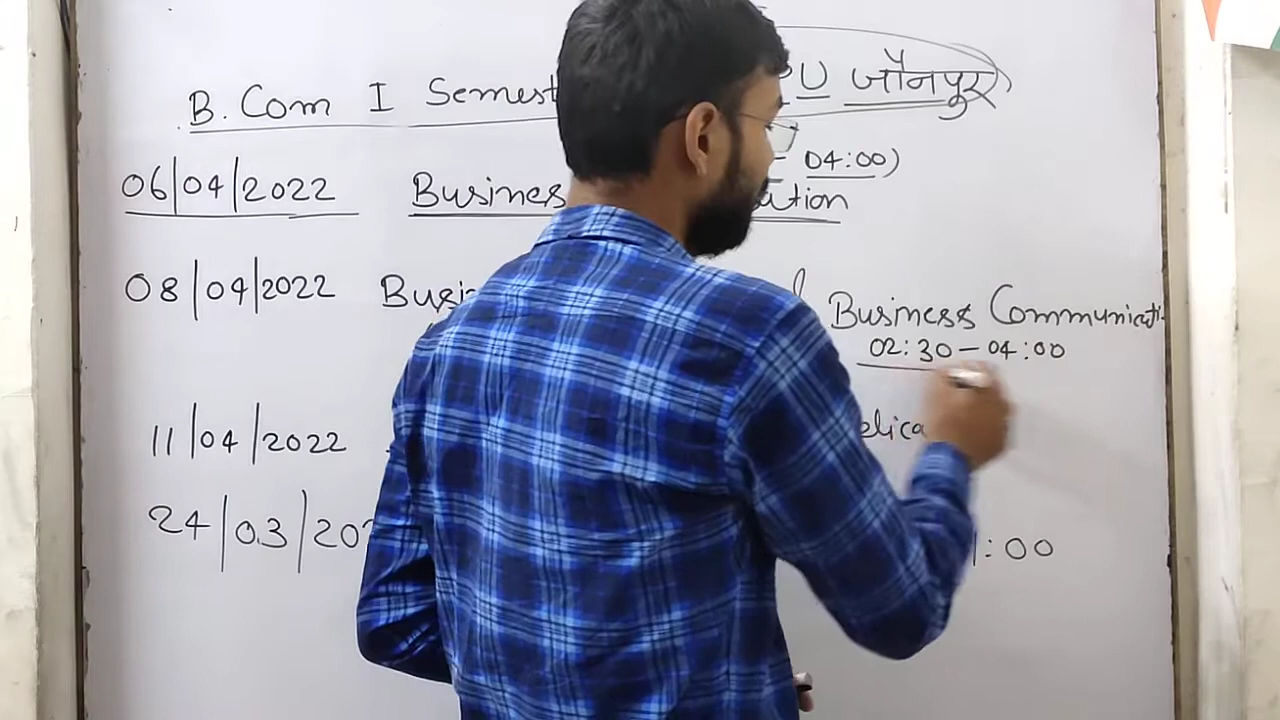 B. Com I Semest PU जौनपुर
04:00)
06/04/2022 Busines ation
08/04/2022 Busi Business Communicati
02:30 - 04:00
11/04/2022 elica
24/03/20 :00